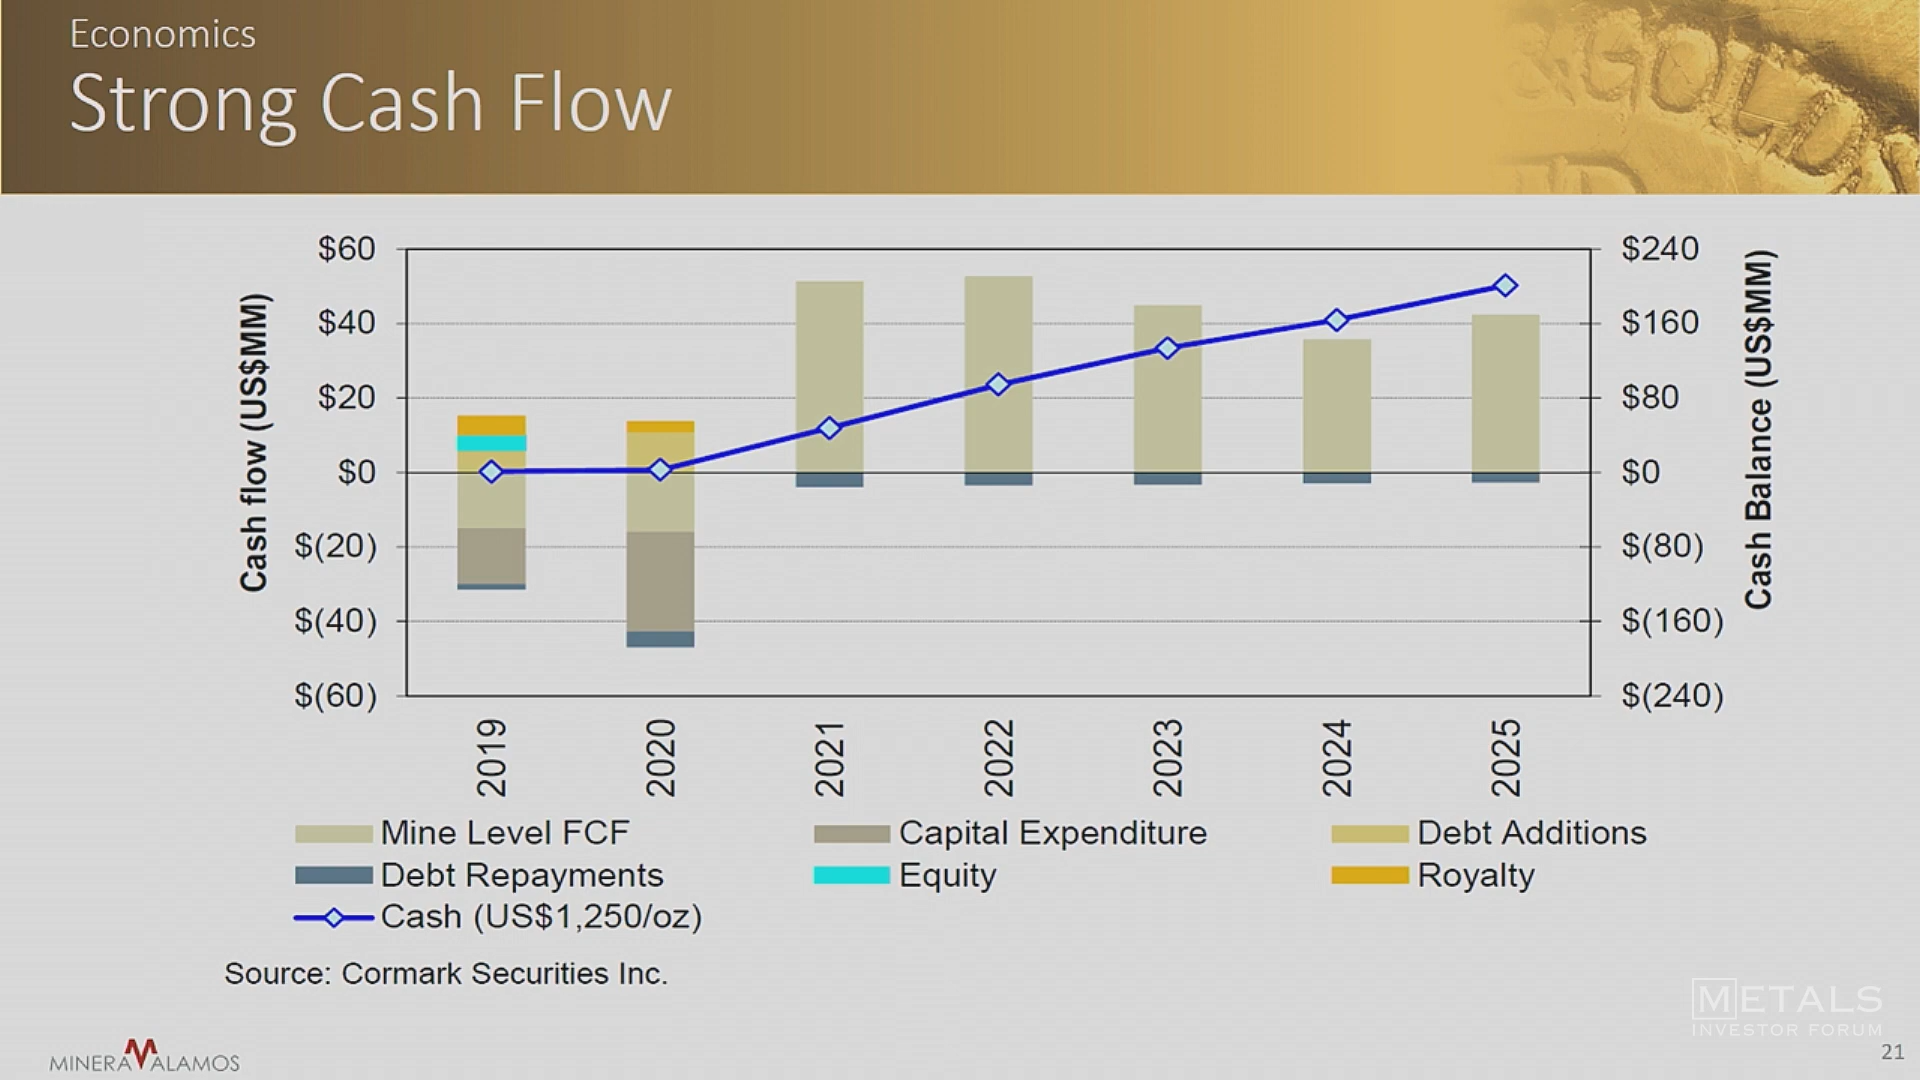 Economics
Strong Cash Flow
$60
$40
$20
$0
$(20)
$(40)
$(60)
Cash flow (US$MM)
$240
$160
$80
$0
$(80)
$(160)
$(240)
Cash Balance (US$MM)
2019
2020
2021
2022
2023
2024
2025
Mine Level FCF
Capital Expenditure
Debt Additions
Debt Repayments
Equity
Royalty
Cash (US$1,250/oz)
Source: Cormark Securities Inc.
METALS
INVESTOR FORUM
MINERA ALAMOS
21